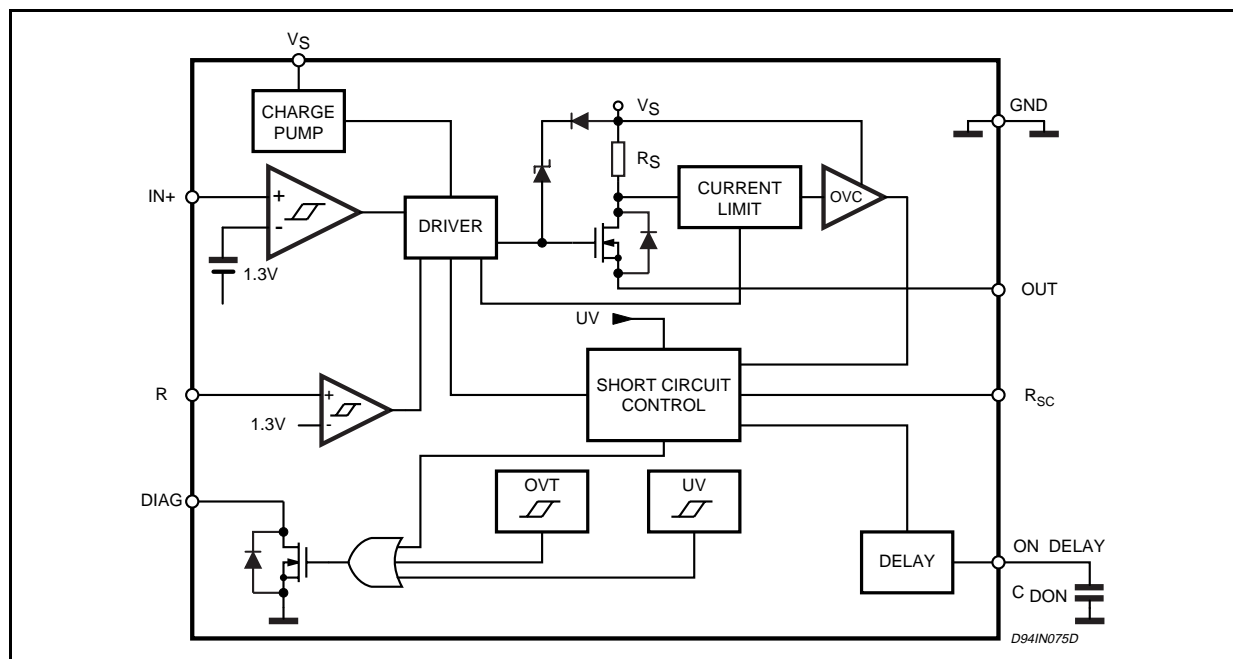 VS
CHARGE
PUMP
VS
GND
RS
IN+
+
-
1.3V
DRIVER
CURRENT
LIMIT
OVC
OUT
UV
SHORT CIRCUIT
CONTROL
R
+
-
1.3V
RSC
DIAG
OVT
UV
DELAY
ON DELAY
C DON
D94IN075D